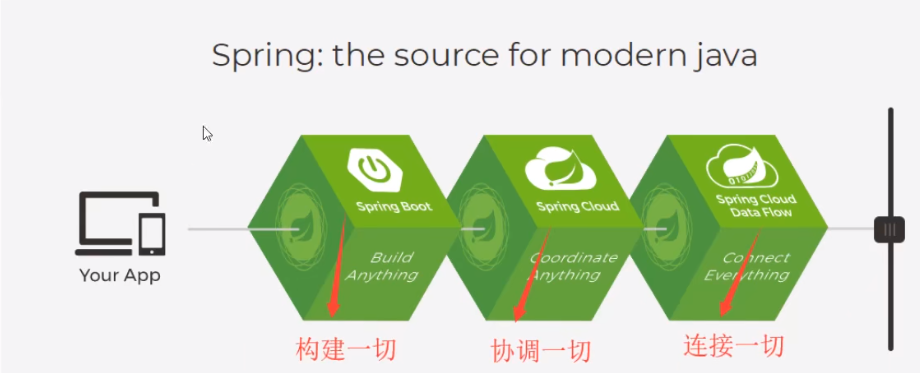 Spring: the source for modern java
Your App
Spring Boot
Build
Anything
构建一切
Spring Cloud
Coordinate
Anything
协调一切
Spring Cloud
Data Flow
Connect
Everything
连接一切